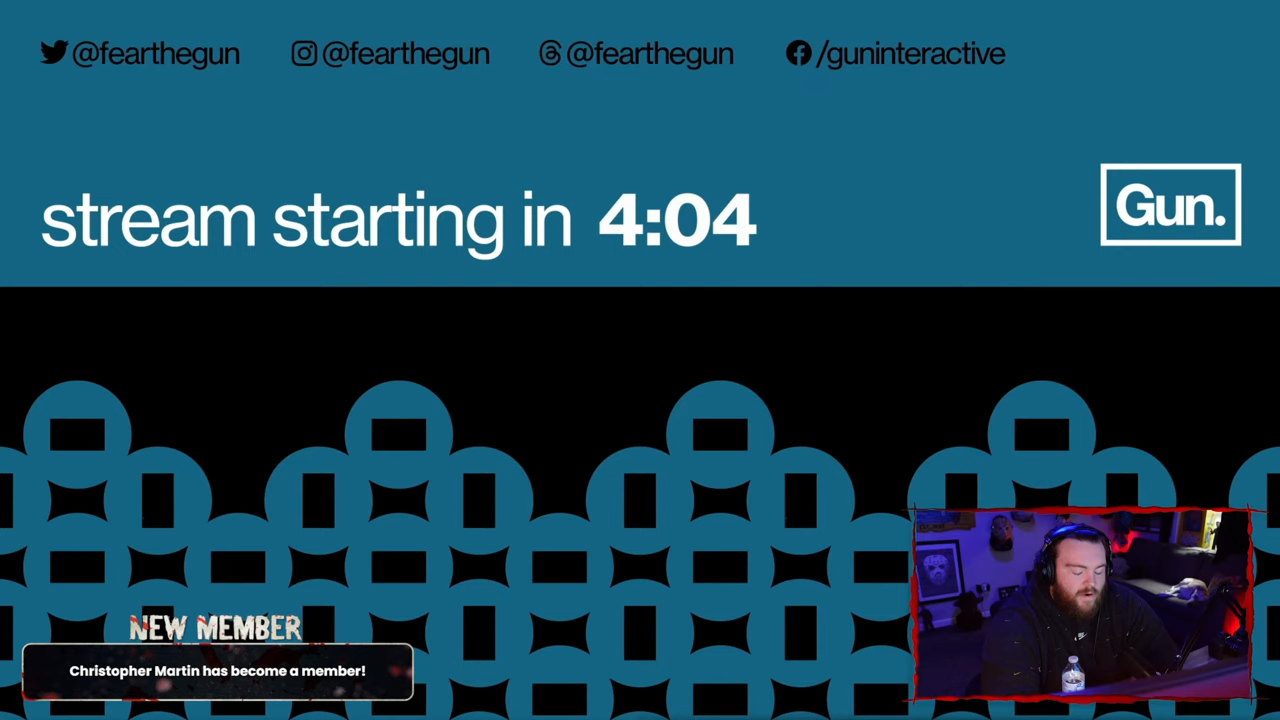 @fearthegun @fearthegun @fearthegun /guninteractive
stream starting in 4:04
Gun.
NEW MEMBER
Christopher Martin has become a member!